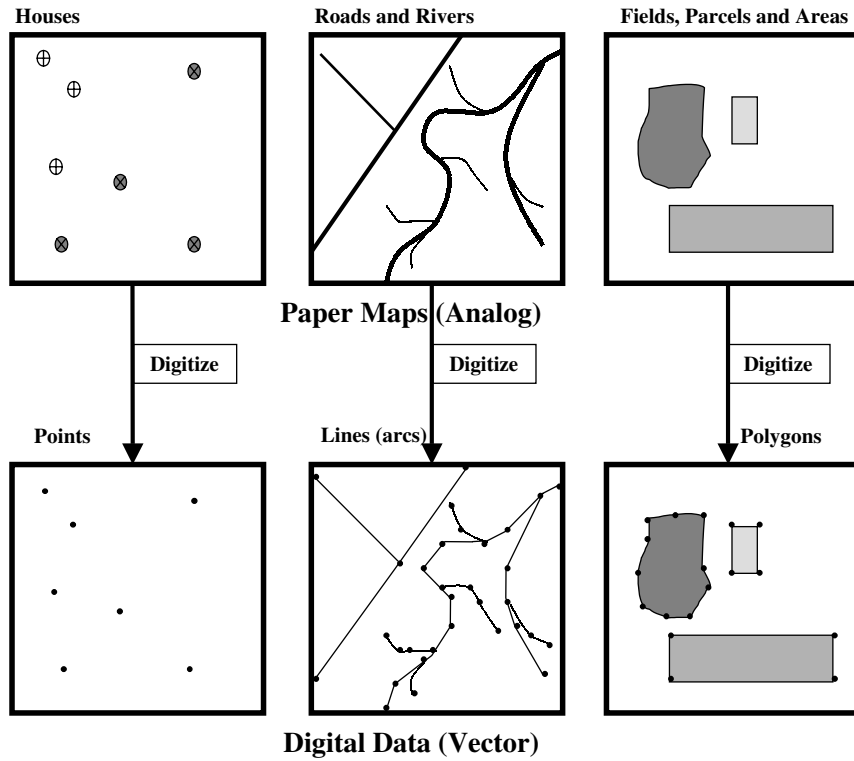 Houses
Roads and Rivers
Fields, Parcels and Areas
Paper Maps (Analog)
Digitize
Digitize
Digitize
Points
Lines (arcs)
Polygons
Digital Data (Vector)